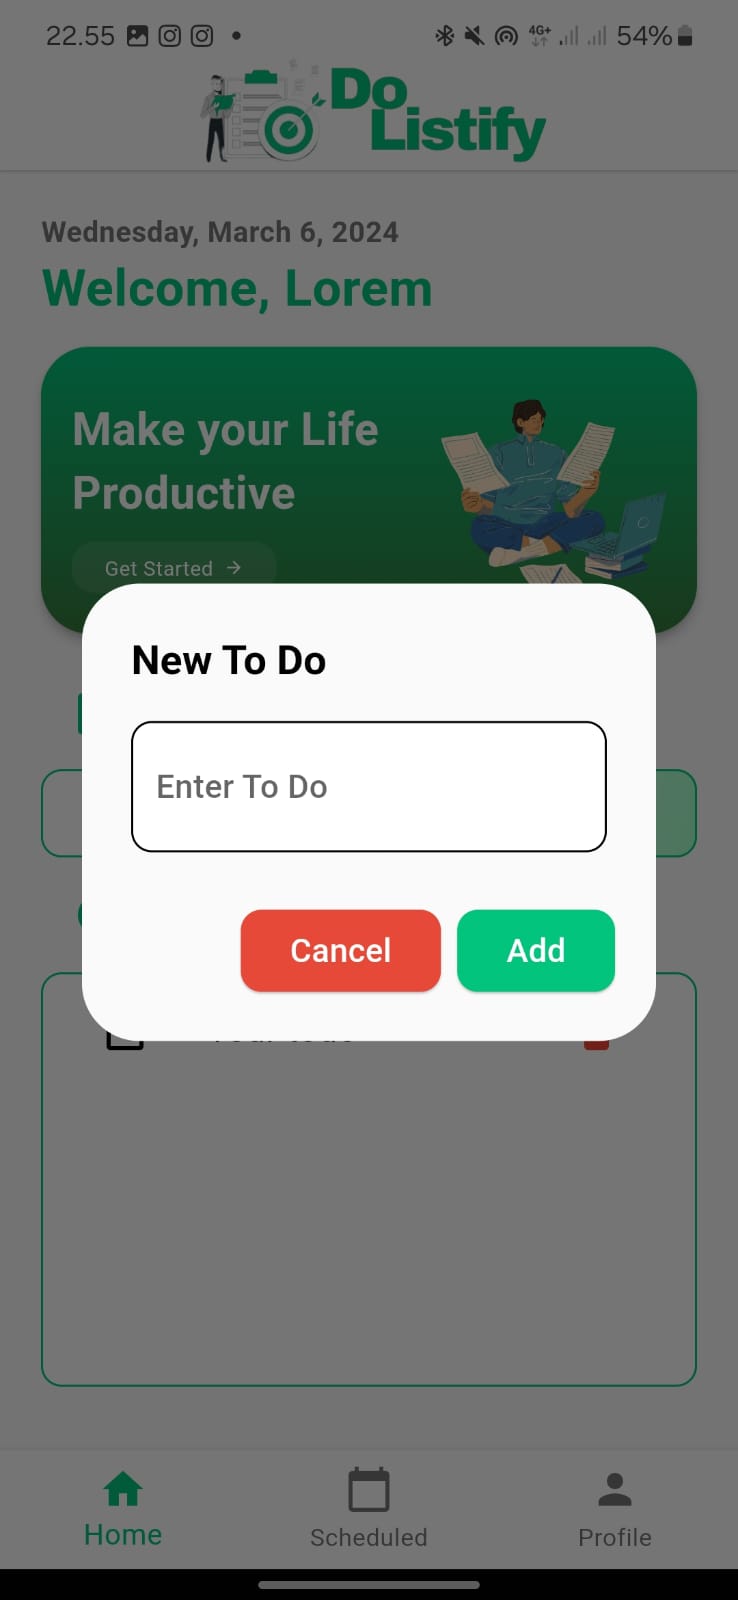 22.55
4G+
54%
Do
Listify
Wednesday, March 6, 2024
Welcome, Lorem
Make your Life
Productive
Get Started →
New To Do
Enter To Do
Cancel
Add
Home
Scheduled
Profile